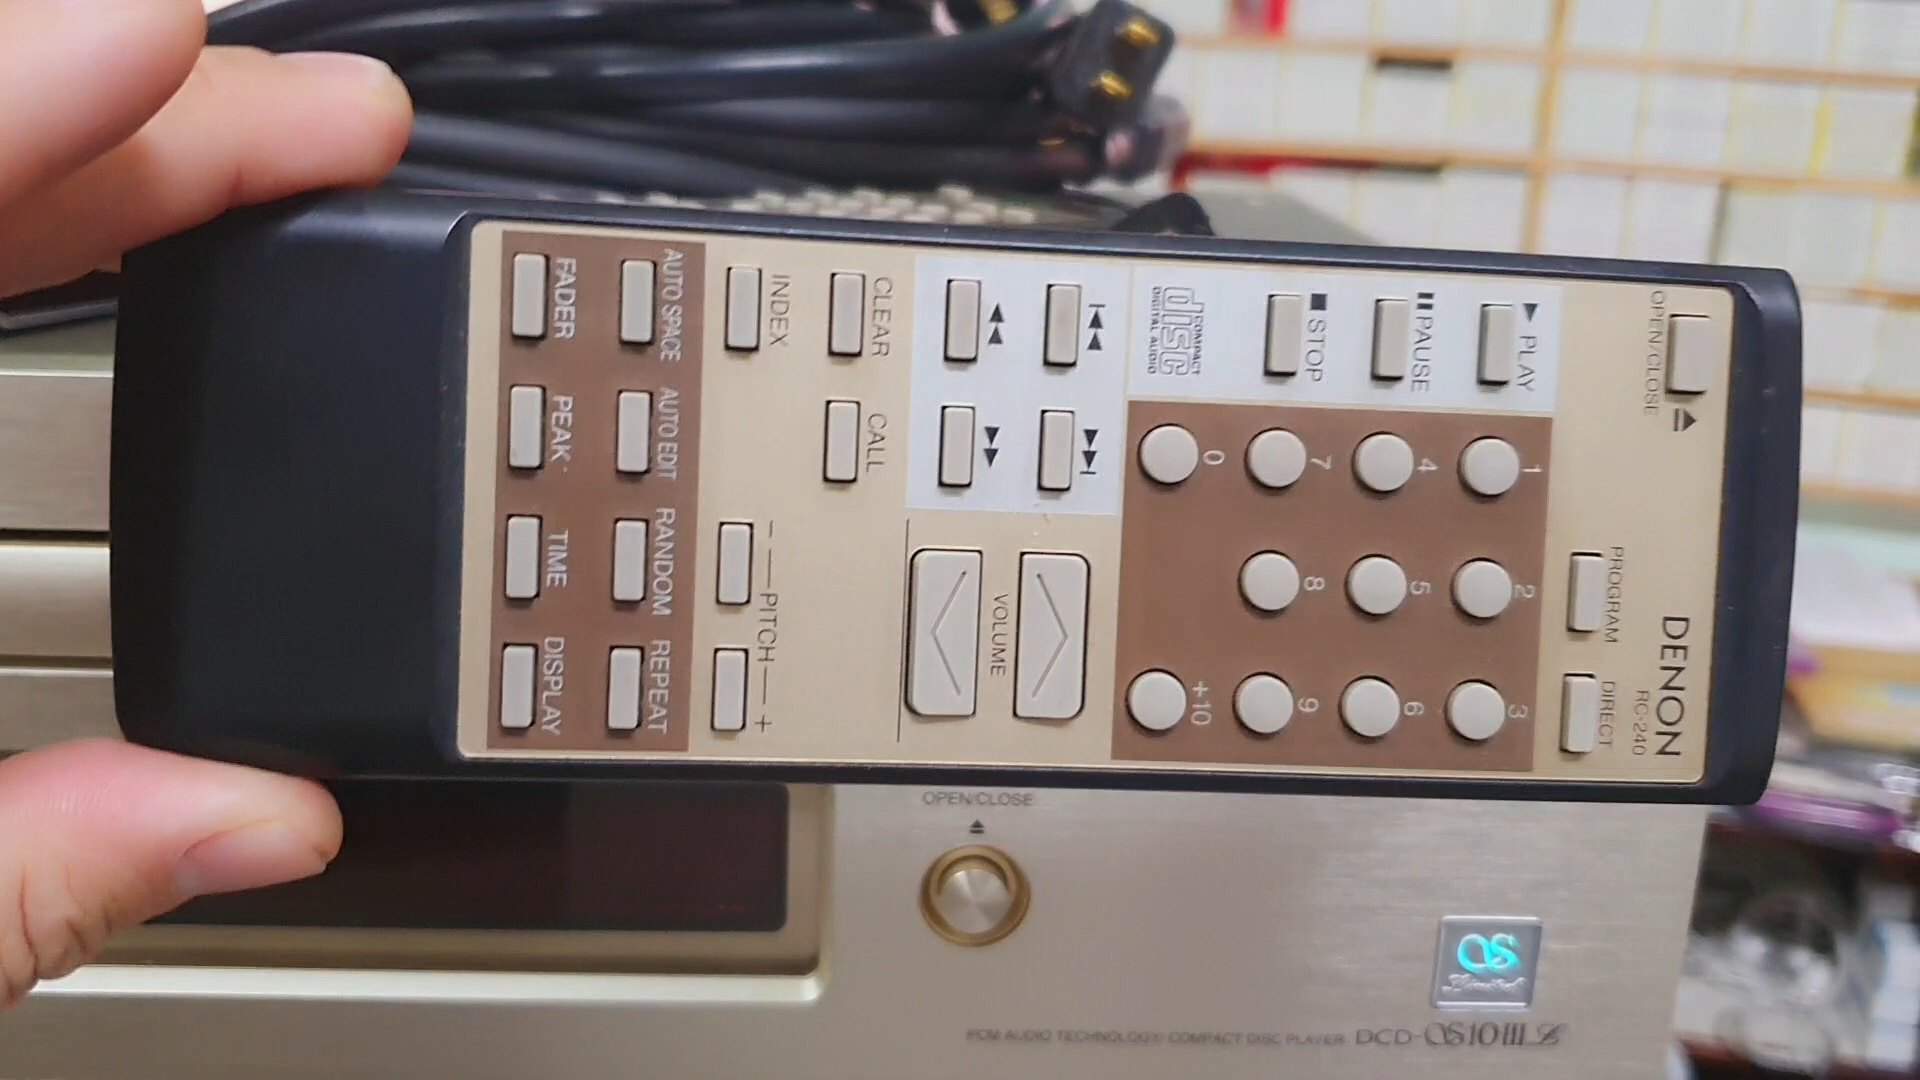 OPEN/CLOSE
DENON
RC-240
PROGRAM
DIRECT
PLAY
1
2
3
PAUSE
4
5
6
STOP
7
8
9
COMPACT
disc
DIGITAL AUDIO
0
+10
VOLUME
CLEAR
CALL
INDEX
– PITCH +
AUTO SPACE
AUTO EDIT
RANDOM
REPEAT
FADER
PEAK
TIME
DISPLAY
OPEN/CLOSE
S
Limited
PCM AUDIO TECHNOLOGY/COMPACT DISC PLAYER DCD-S10III L